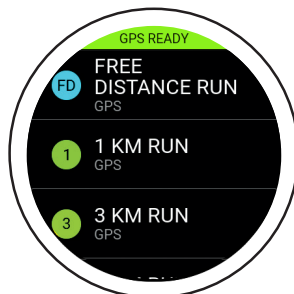 GPS READY
FD
FREE
DISTANCE RUN
GPS
1
1 KM RUN
GPS
3
3 KM RUN
GPS